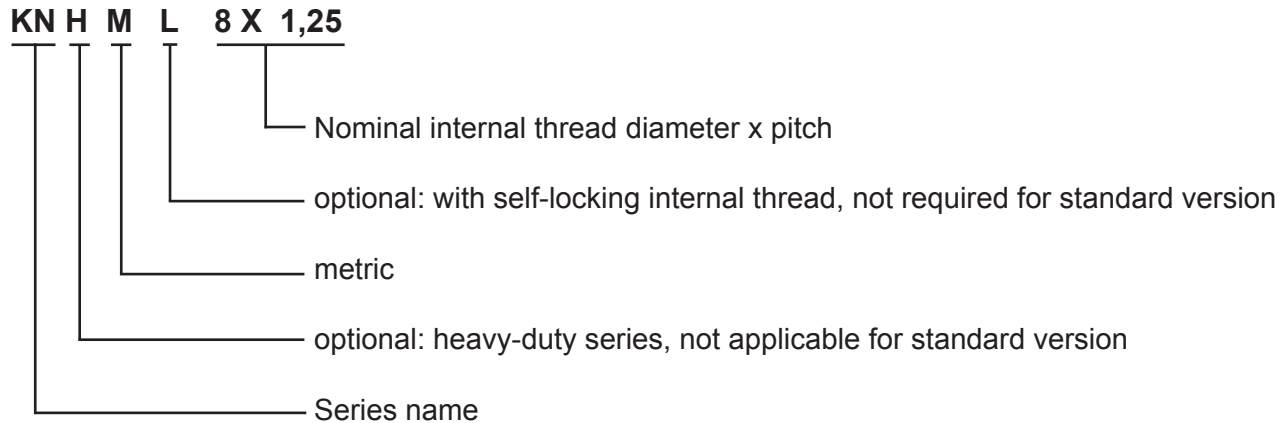 KN H M L 8 X 1,25
Nominal internal thread diameter x pitch
optional: with self-locking internal thread, not required for standard version
metric
optional: heavy-duty series, not applicable for standard version
Series name